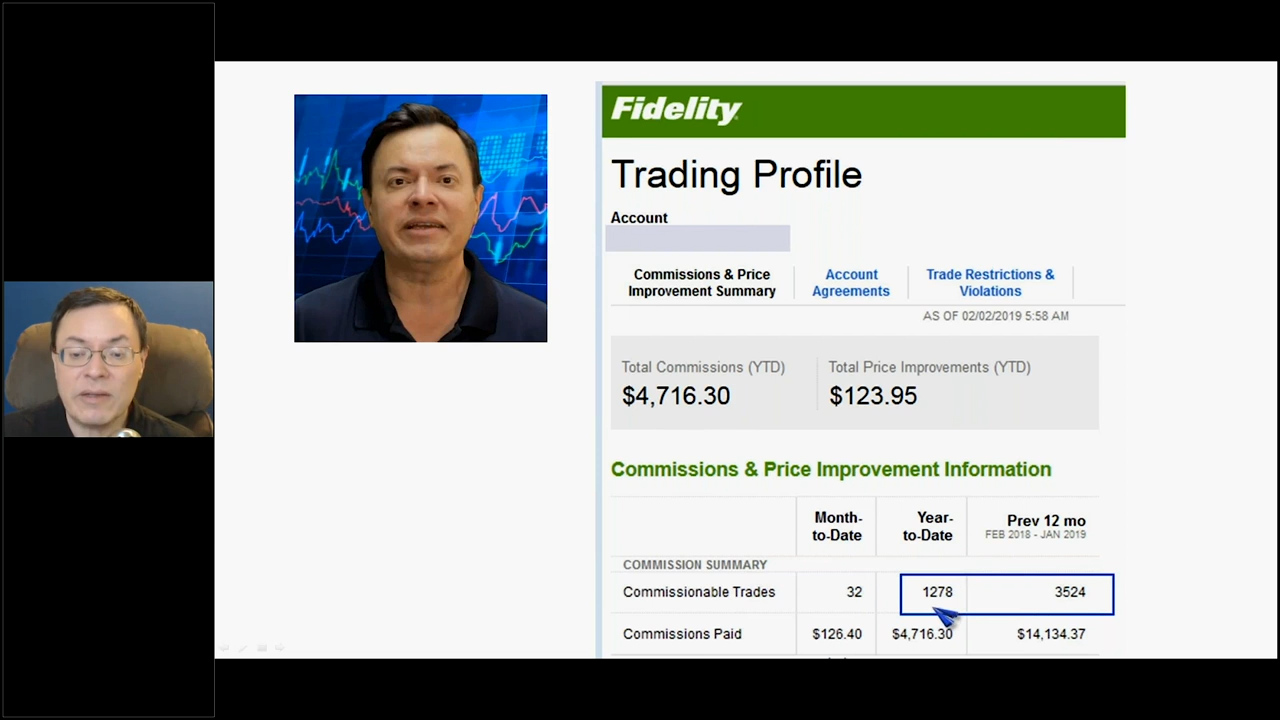 Fidelity
Trading Profile
Account
Commissions & Price
Improvement Summary
Account
Agreements
Trade Restrictions &
Violations
AS OF 02/02/2019 5:58 AM
Total Commissions (YTD)
Total Price Improvements (YTD)
$4,716.30
$123.95
Commissions & Price Improvement Information
Month-
to-Date
Year-
to-Date
Prev 12 mo
FEB 2018 - JAN 2019
COMMISSION SUMMARY
Commissionable Trades 32 1278 3524
Commissions Paid $126.40 $4,716.30 $14,134.37